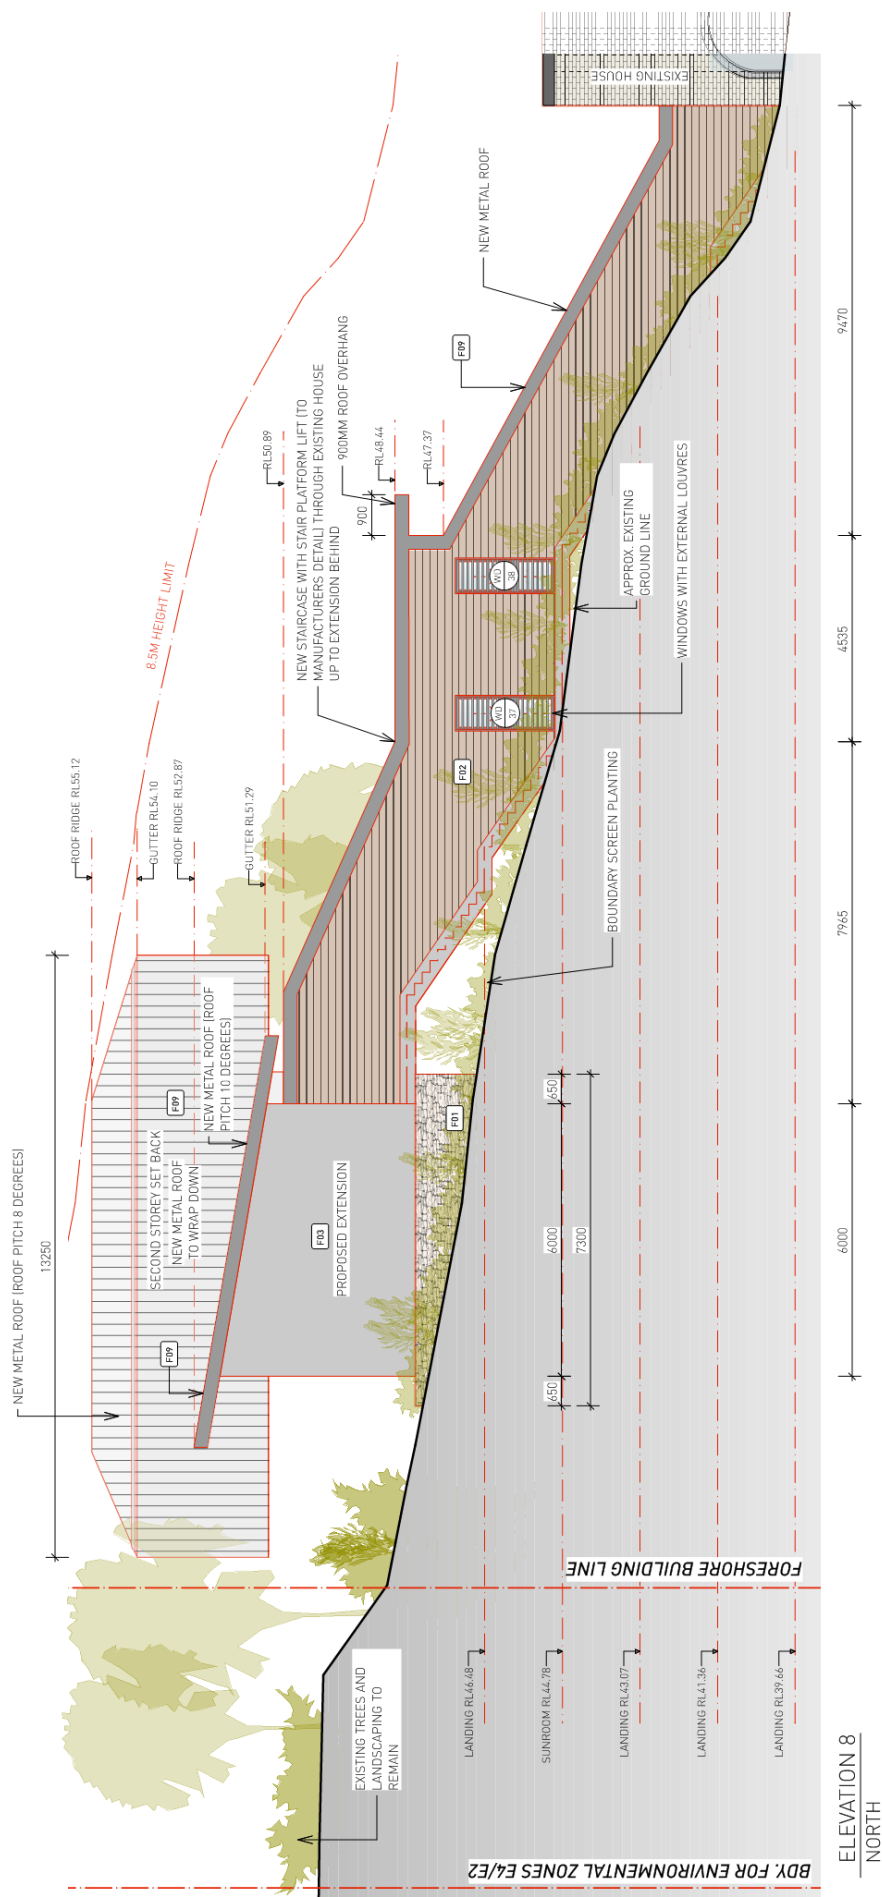 NEW METAL ROOF (ROOF PITCH 8 DEGREES)
13250
ROOF RIDGE RL55.12
GUTTER RL54.10
ROOF RIDGE RL52.87
GUTTER RL51.29
8.5M HEIGHT LIMIT
RL50.89
NEW STAIRCASE WITH STAIR PLATFORM LIFT (TO
MANUFACTURERS DETAIL) THROUGH EXISTING HOUSE
UP TO EXTENSION BEHIND
900MM ROOF OVERHANG
900
RL48.44
RL47.37
NEW METAL ROOF
F09
EXISTING HOUSE
SECOND STOREY SET BACK
NEW METAL ROOF
TO WRAP DOWN
F09
F09
NEW METAL ROOF (ROOF
PITCH 10 DEGREES)
F03
PROPOSED EXTENSION
F01
F02
WD
37
WD
38
EXISTING TREES AND
LANDSCAPING TO
REMAIN
APPROX. EXISTING
GROUND LINE
WINDOWS WITH EXTERNAL LOUVRES
BOUNDARY SCREEN PLANTING
650
6000
650
7300
LANDING RL46.48
SUNROOM RL44.78
LANDING RL43.07
LANDING RL41.36
LANDING RL39.66
BDY. FOR ENVIRONMENTAL ZONES E4/E2
FORESHORE BUILDING LINE
6000
7965
4535
9470
ELEVATION 8
NORTH